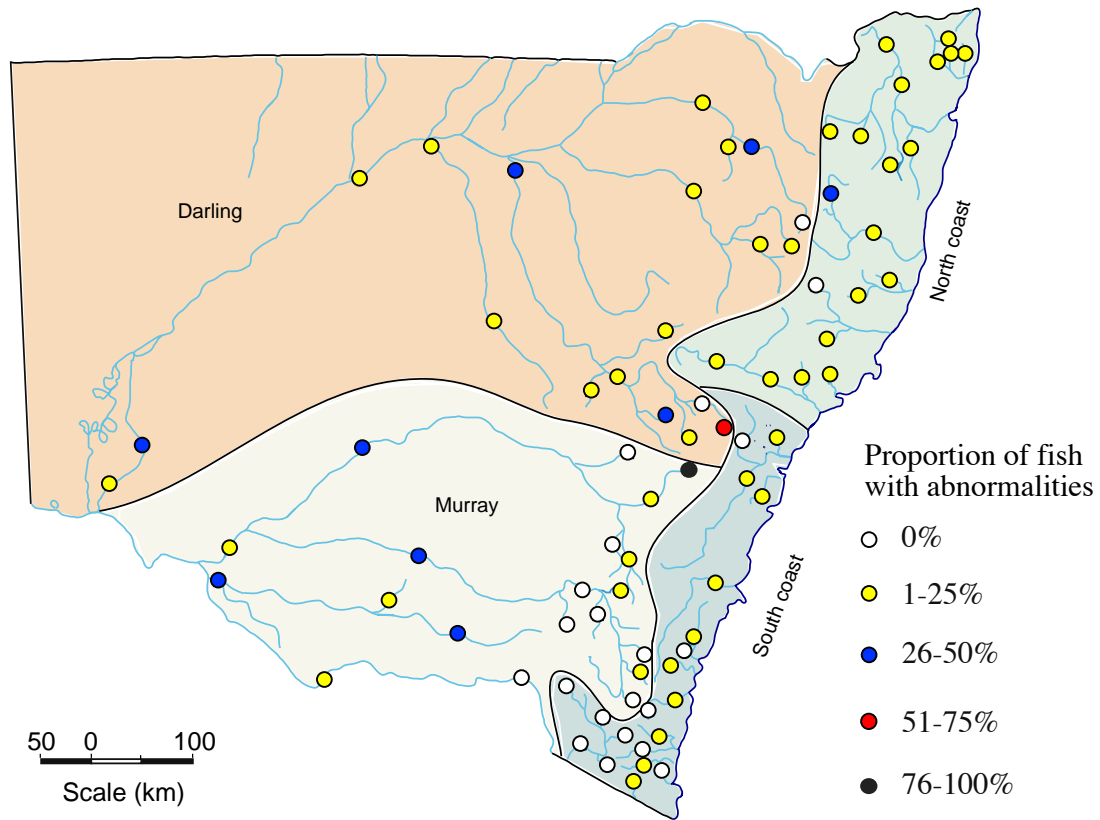 Darling
North coast
Murray
South coast
Proportion of fish
with abnormalities
0%
1-25%
26-50%
51-75%
76-100%
50 0 100
Scale (km)